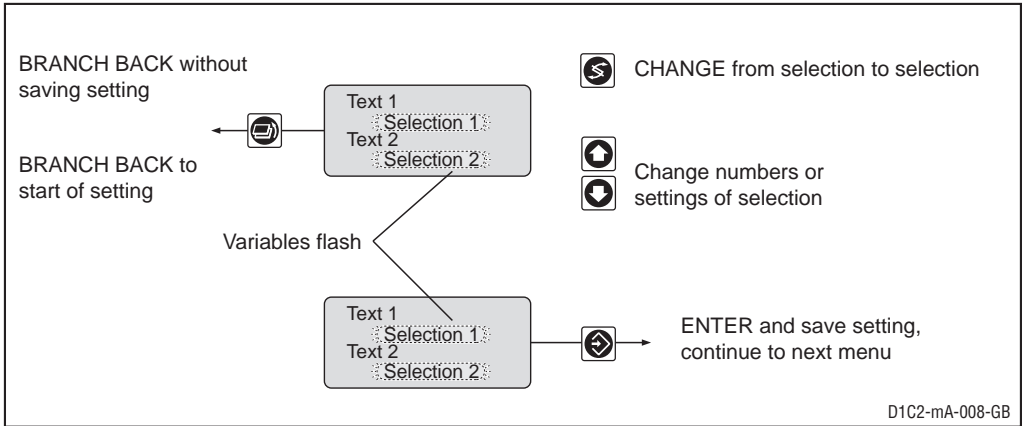 BRANCH BACK without
saving setting
BRANCH BACK to
start of setting
Text 1
Selection 1
Text 2
Selection 2
CHANGE from selection to selection
Change numbers or
settings of selection
Variables flash
Text 1
Selection 1
Text 2
Selection 2
ENTER and save setting,
continue to next menu
D1C2-mA-008-GB